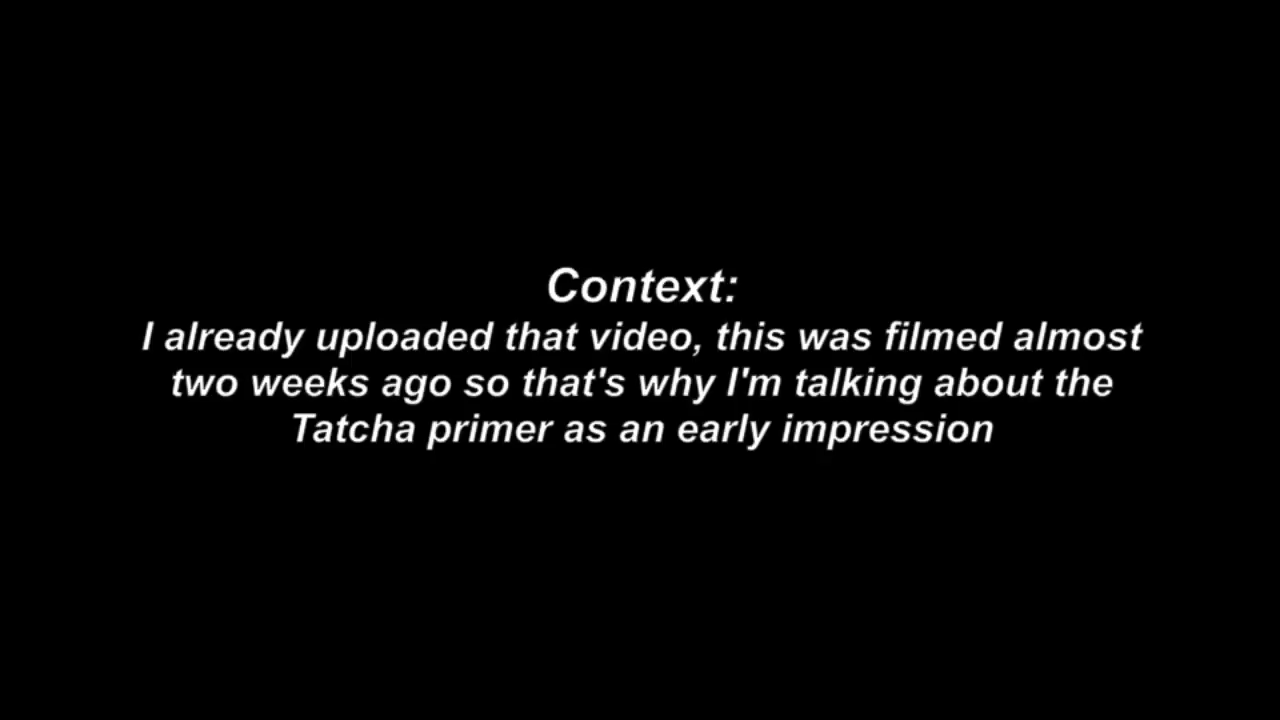 Context:
I already uploaded that video, this was filmed almost
two weeks ago so that's why I'm talking about the
Tatcha primer as an early impression